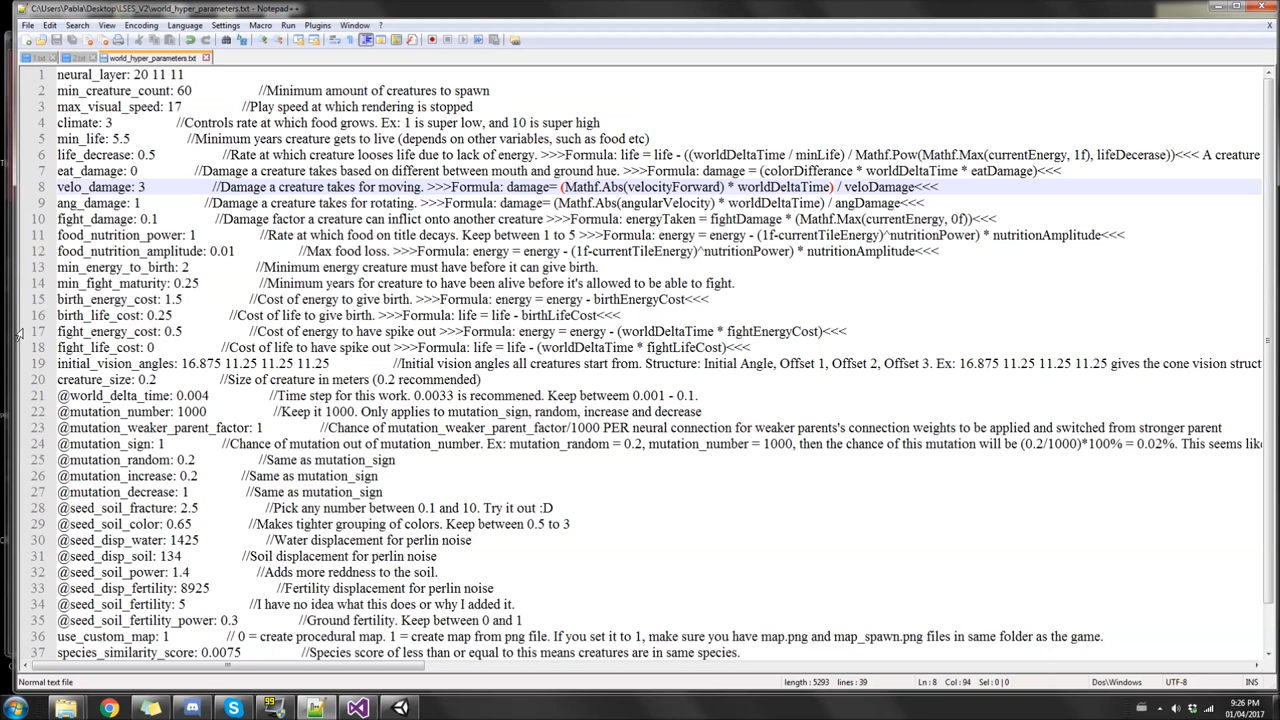 C:\Users\Pabla\Desktop\LSES_V2\world_hyper_parameters.txt - Notepad++
File Edit Search View Encoding Language Settings Macro Run Plugins Window ? X
1.txt 2.txt world_hyper_parameters.txt
1 neural_layer: 20 11 11
2 min_creature_count: 60 //Minimum amount of creatures to spawn
3 max_visual_speed: 17 //Play speed at which rendering is stopped
4 climate: 3 //Controls rate at which food grows. Ex: 1 is super low, and 10 is super high
5 min_life: 5.5 //Minimum years creature gets to live (depends on other variables, such as food etc)
6 life_decrease: 0.5 //Rate at which creature looses life due to lack of energy. >>>Formula: life = life - ((worldDeltaTime / minLife) / Mathf.Pow(Mathf.Max(currentEnergy, 1f), lifeDecerase))<<< A creature
7 eat_damage: 0 //Damage a creature takes based on different between mouth and ground hue. >>>Formula: damage = (colorDifferance * worldDeltaTime * eatDamage)<<<
8 velo_damage: 3 //Damage a creature takes for moving. >>>Formula: damage= (Mathf.Abs(velocityForward) * worldDeltaTime) / veloDamage<<<
9 ang_damage: 1 //Damage a creature takes for rotating. >>>Formula: damage= (Mathf.Abs(angularVelocity) * worldDeltaTime) / angDamage<<<
10 fight_damage: 0.1 //Damage factor a creature can inflict onto another creature >>>Formula: energyTaken = fightDamage * (Mathf.Max(currentEnergy, 0f))<<<
11 food_nutrition_power: 1 //Rate at which food on title decays. Keep between 1 to 5 >>>Formula: energy = energy - (1f-currentTileEnergy)^nutritionPower) * nutritionAmplitude<<<
12 food_nutrition_amplitude: 0.01 //Max food loss. >>>Formula: energy = energy - (1f-currentTileEnergy)^nutritionPower) * nutritionAmplitude<<<
13 min_energy_to_birth: 2 //Minimum energy creature must have before it can give birth.
14 min_fight_maturity: 0.25 //Minimum years for creature to have been alive before it's allowed to be able to fight.
15 birth_energy_cost: 1.5 //Cost of energy to give birth. >>>Formula: energy = energy - birthEnergyCost<<<
16 birth_life_cost: 0.25 //Cost of life to give birth. >>>Formula: life = life - birthLifeCost<<<
17 fight_energy_cost: 0.5 //Cost of energy to have spike out >>>Formula: energy = energy - (worldDeltaTime * fightEnergyCost)<<<
18 fight_life_cost: 0 //Cost of life to have spike out >>>Formula: life = life - (worldDeltaTime * fightLifeCost)<<<
19 initial_vision_angles: 16.875 11.25 11.25 11.25 //Initial vision angles all creatures start from. Structure: Initial Angle, Offset 1, Offset 2, Offset 3. Ex: 16.875 11.25 11.25 11.25 gives the cone vision struct
20 creature_size: 0.2 //Size of creature in meters (0.2 recommended)
21 @world_delta_time: 0.004 //Time step for this work. 0.0033 is recommened. Keep betweem 0.001 - 0.1.
22 @mutation_number: 1000 //Keep it 1000. Only applies to mutation_sign, random, increase and decrease
23 @mutation_weaker_parent_factor: 1 //Chance of mutation_weaker_parent_factor/1000 PER neural connection for weaker parents's connection weights to be applied and switched from stronger parent
24 @mutation_sign: 1 //Chance of mutation out of mutation_number. Ex: mutation_random = 0.2, mutation_number = 1000, then the chance of this mutation will be (0.2/1000)*100% = 0.02%. This seems like
25 @mutation_random: 0.2 //Same as mutation_sign
26 @mutation_increase: 0.2 //Same as mutation_sign
27 @mutation_decrease: 1 //Same as mutation_sign
28 @seed_soil_fracture: 2.5 //Pick any number between 0.1 and 10. Try it out :D
29 @seed_soil_color: 0.65 //Makes tighter grouping of colors. Keep between 0.5 to 3
30 @seed_disp_water: 1425 //Water displacement for perlin noise
31 @seed_disp_soil: 134 //Soil displacement for perlin noise
32 @seed_soil_power: 1.4 //Adds more reddness to the soil.
33 @seed_disp_fertility: 8925 //Fertility displacement for perlin noise
34 @seed_soil_fertility: 5 //I have no idea what this does or why I added it.
35 @seed_soil_fertility_power: 0.3 //Ground fertility. Keep between 0 and 1
36 use_custom_map: 1 // 0 = create procedural map. 1 = create map from png file. If you set it to 1, make sure you have map.png and map_spawn.png files in same folder as the game.
37 species_similarity_score: 0.0075 //Species score of less than or equal to this means creatures are in same species.
Normal text file length : 5293 lines : 39 Ln : 8 Col : 94 Sel : 0 | 0 Dos\Windows UTF-8 INS
99
9:26 PM
01/04/2017